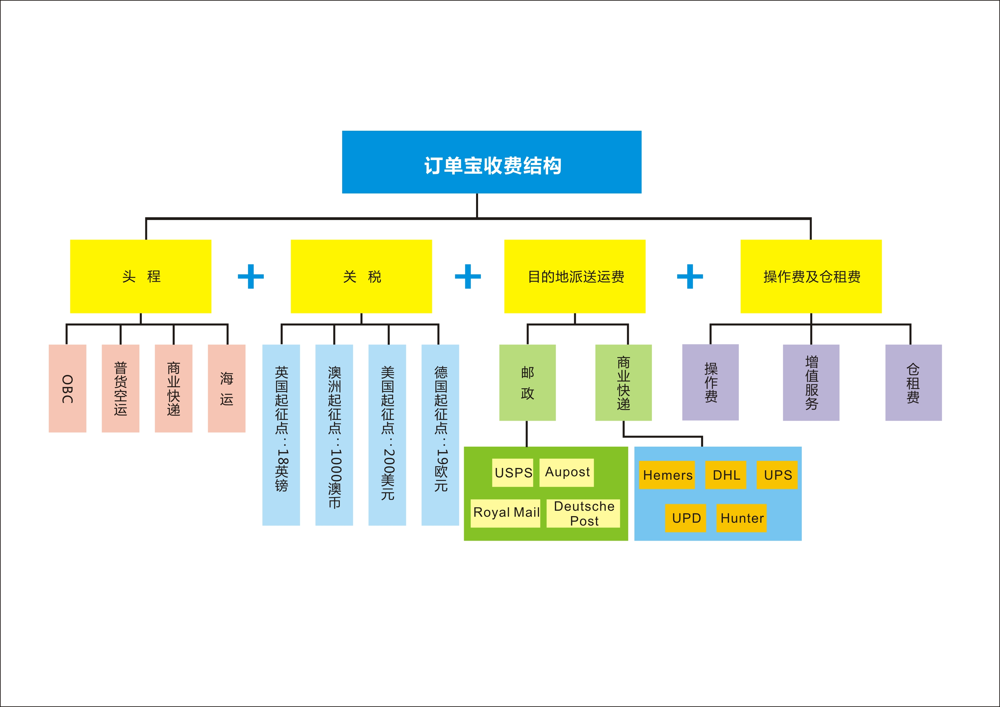 订单宝收费结构
头 程
关 税
目的地派送运费
操作费及仓租费
OBC
普货空运
商业快递
海运
英国起征点:18英镑
澳洲起征点:1000澳币
美国起征点:200美元
德国起征点:19欧元
邮政
商业快递
操作费
增值服务
仓租费
USPS
Aupost
Royal Mail
Deutsche
Post
Hemers
DHL
UPS
UPD
Hunter